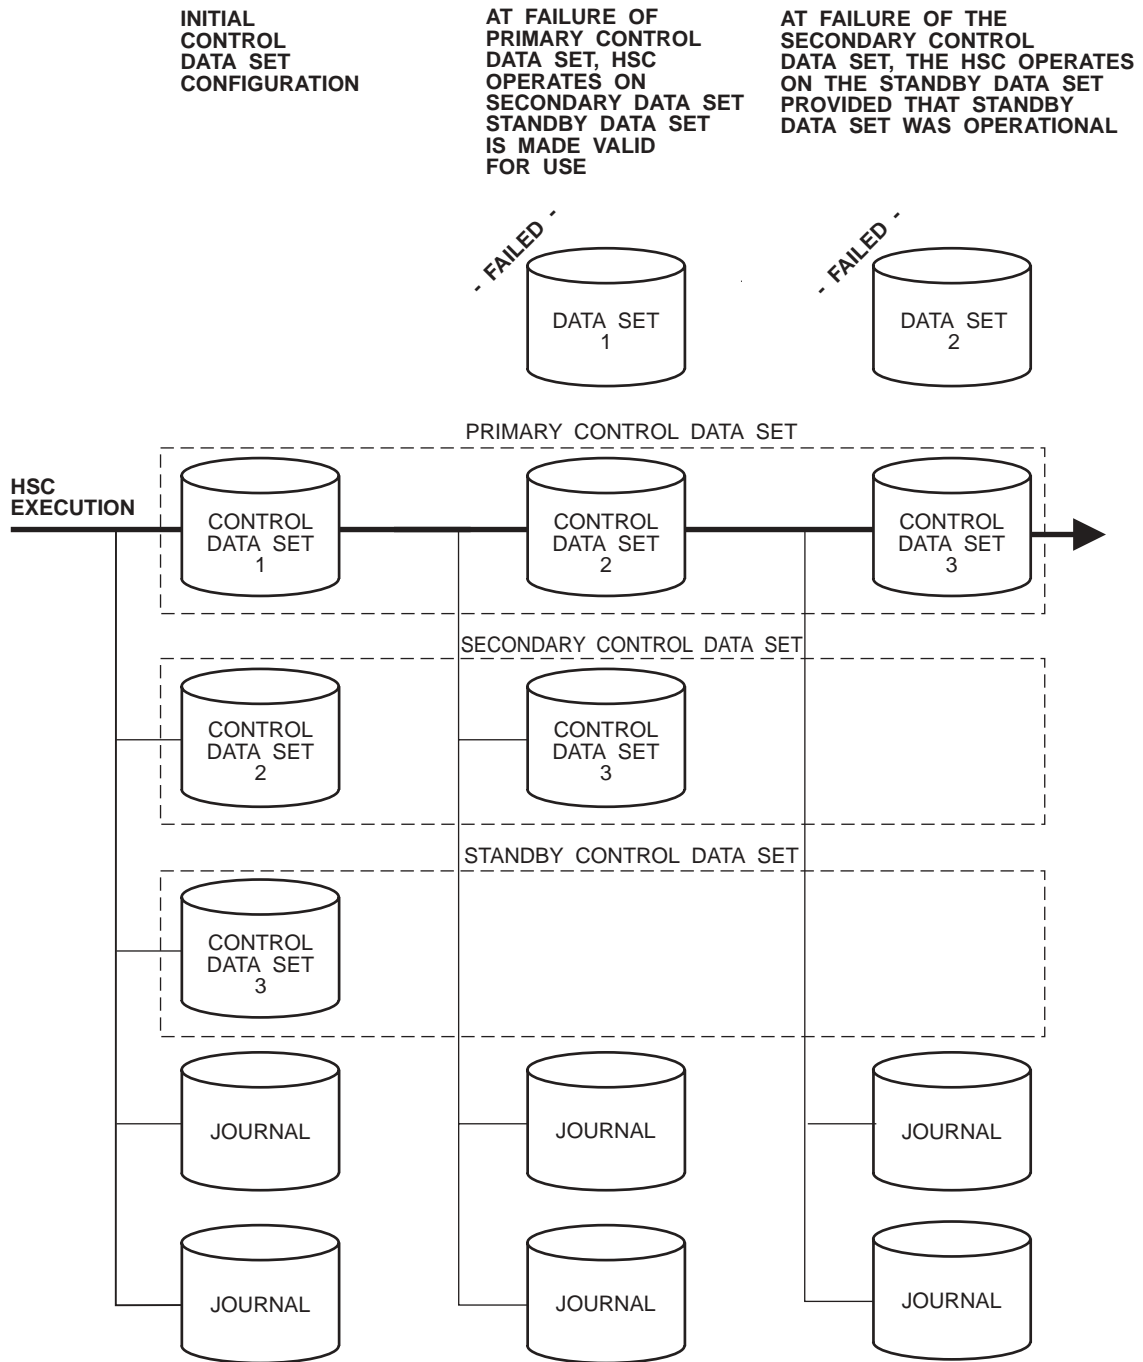 INITIAL
CONTROL
DATA SET
CONFIGURATION
AT FAILURE OF
PRIMARY CONTROL
DATA SET, HSC
OPERATES ON
SECONDARY DATA SET
STANDBY DATA SET
IS MADE VALID
FOR USE
AT FAILURE OF THE
SECONDARY CONTROL
DATA SET, THE HSC OPERATES
ON THE STANDBY DATA SET
PROVIDED THAT STANDBY
DATA SET WAS OPERATIONAL
- FAILED -
DATA SET
1
- FAILED -
DATA SET
2
PRIMARY CONTROL DATA SET
HSC
EXECUTION
CONTROL
DATA SET
1
CONTROL
DATA SET
2
CONTROL
DATA SET
3
SECONDARY CONTROL DATA SET
CONTROL
DATA SET
2
CONTROL
DATA SET
3
STANDBY CONTROL DATA SET
CONTROL
DATA SET
3
JOURNAL
JOURNAL
JOURNAL
JOURNAL
JOURNAL
JOURNAL